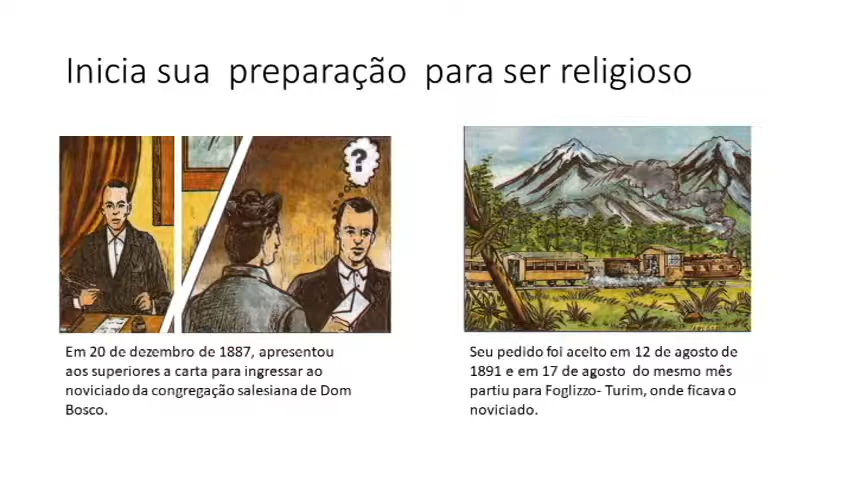 Inicia sua preparação para ser religioso
?
Em 20 de dezembro de 1887, apresentou
aos superiores a carta para ingressar ao
noviciado da congregação salesiana de Dom
Bosco.
Seu pedido foi aceito em 12 de agosto de
1891 e em 17 de agosto do mesmo mês
partiu para Foglizzo- Turim, onde ficava o
noviciado.